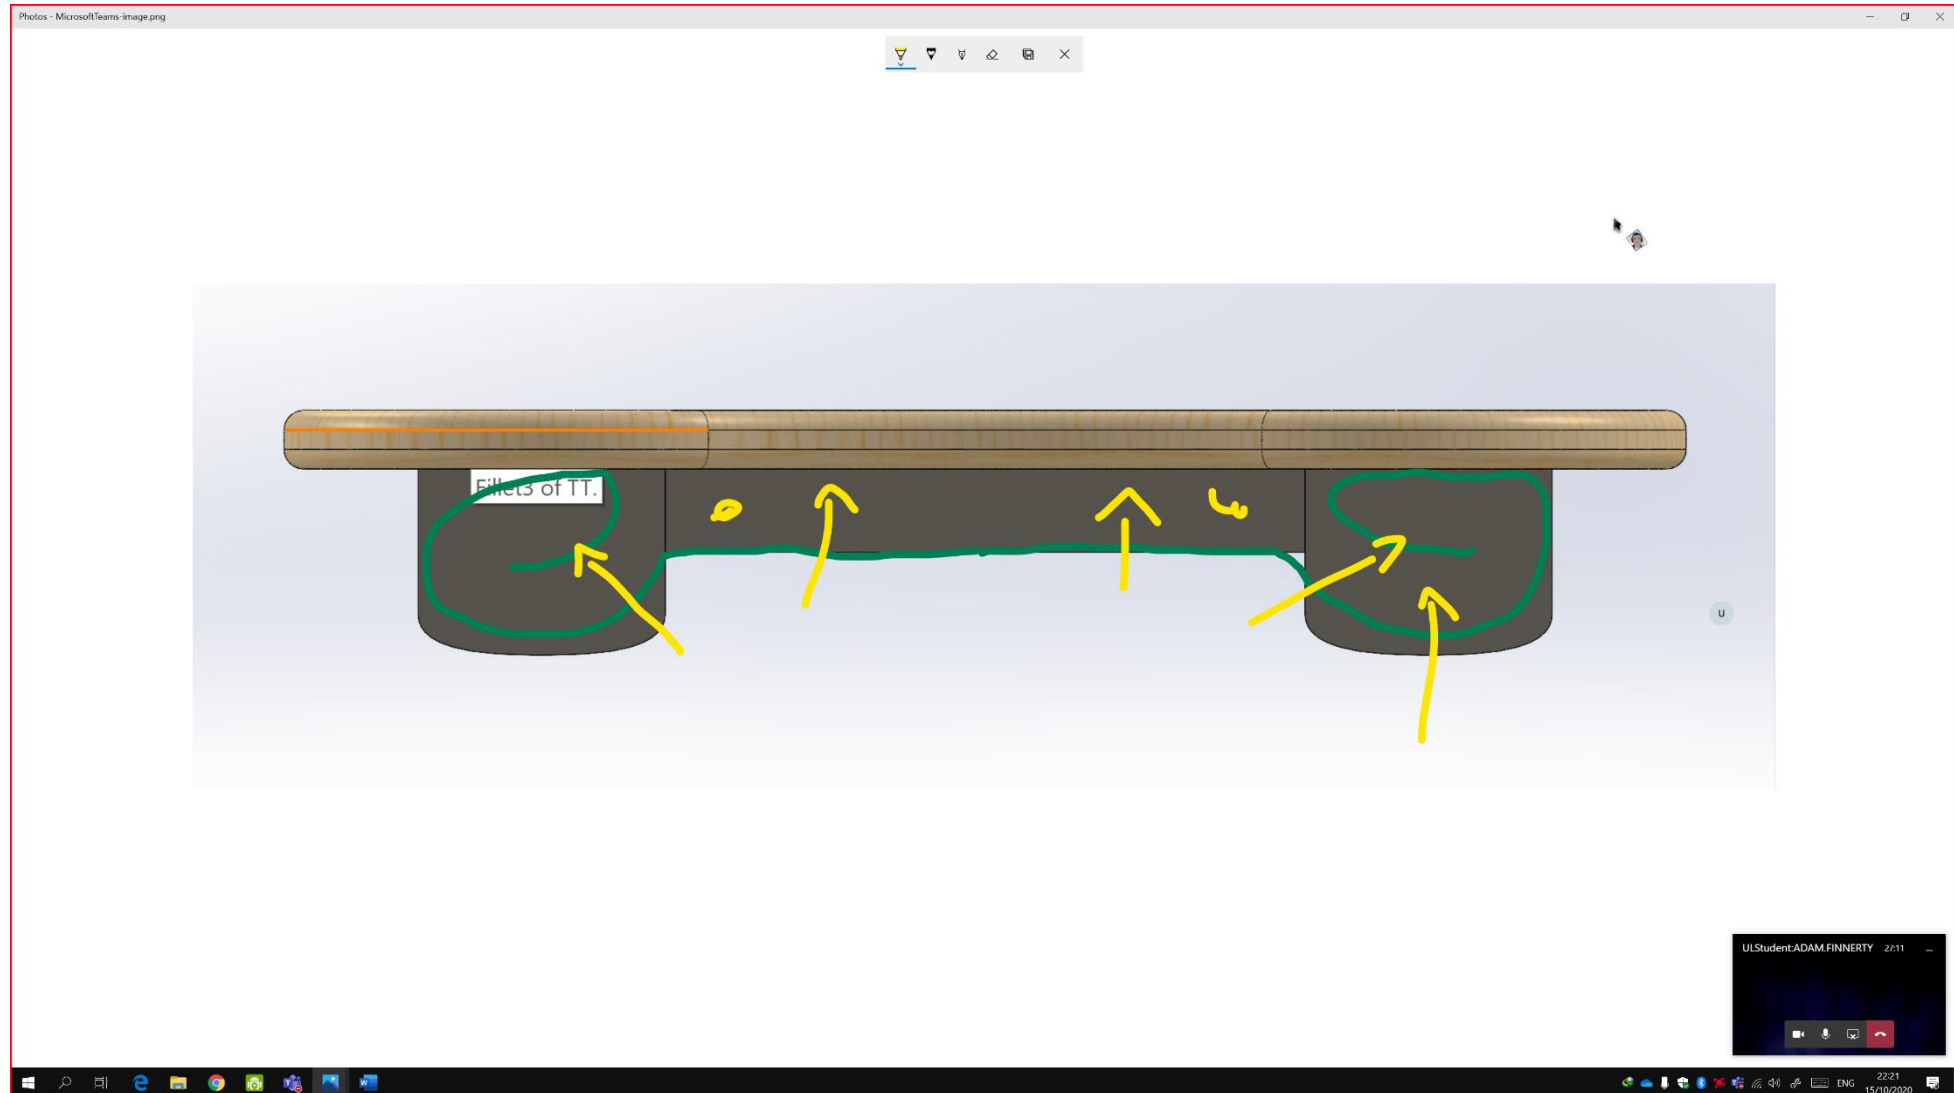 Photos - MicrosoftTeams-image.png
Fillet3 of TT.
U
ULStudent:ADAM.FINNERTY 27:11
ENG
22:21
15/10/2020